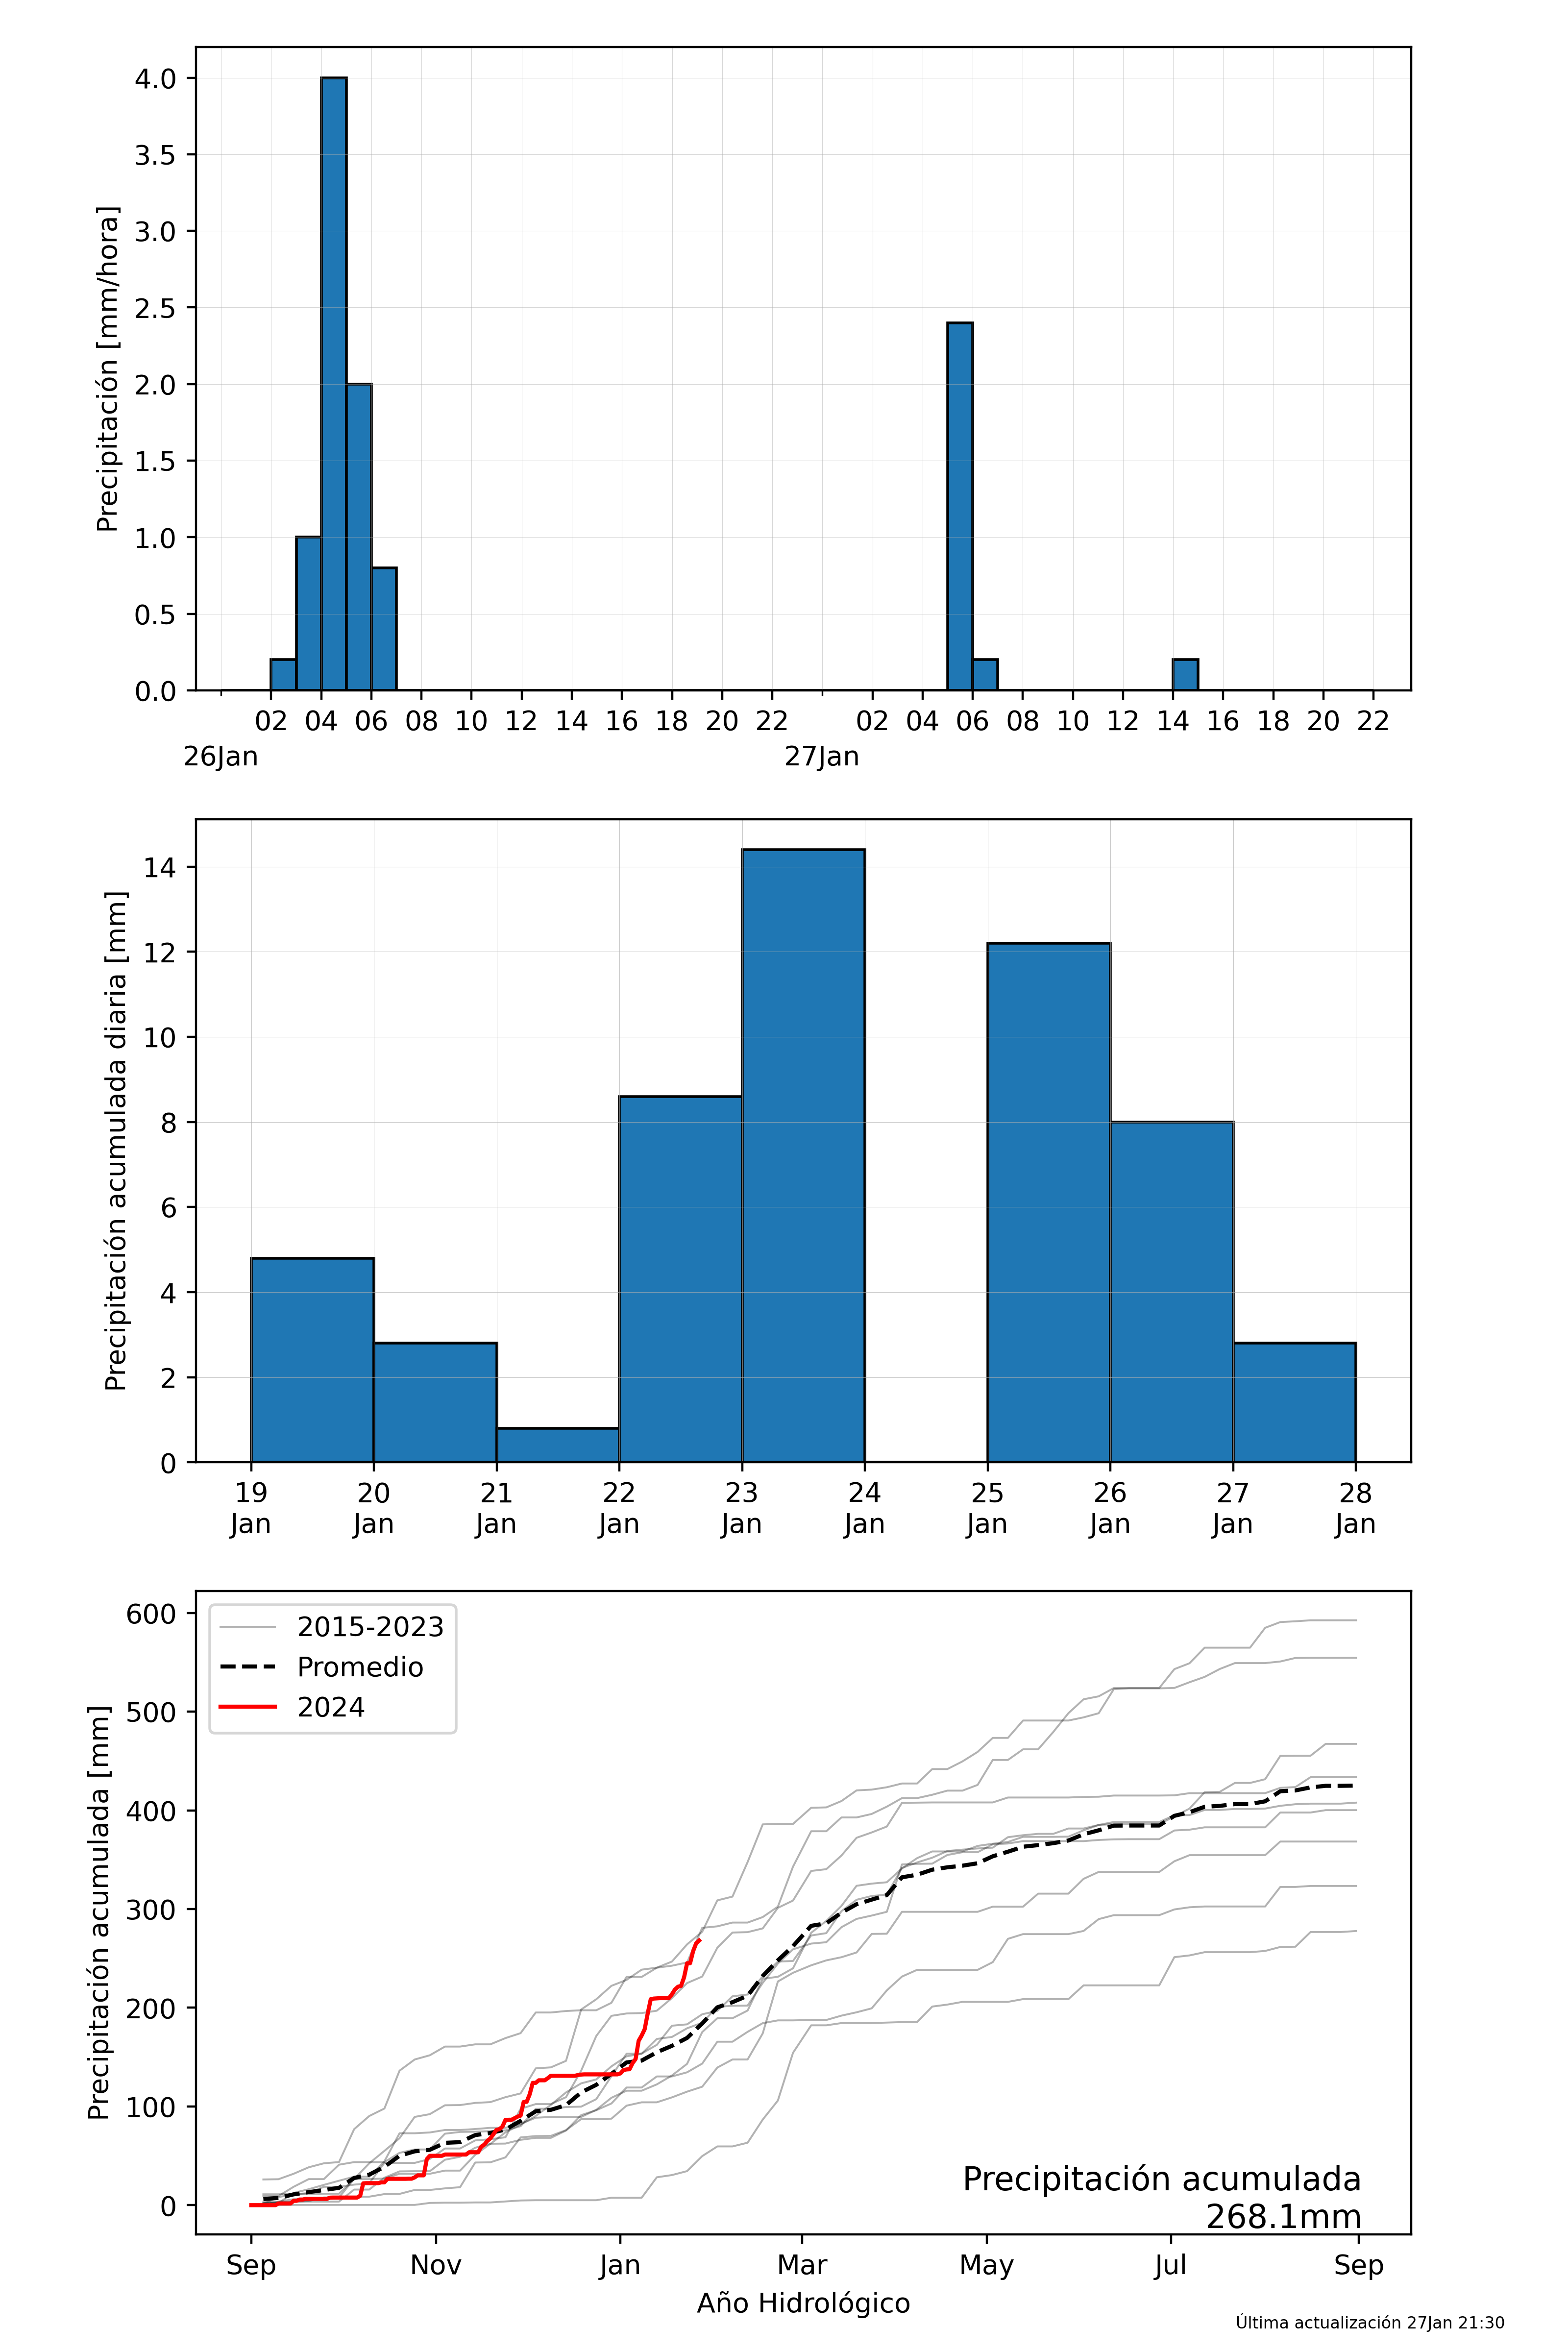 4.0
3.5
3.0
2.5
2.0
1.5
1.0
0.5
0.0
Precipitación [mm/hora]
02 04 06 08 10 12 14 16 18 20 22 02 04 06 08 10 12 14 16 18 20 22
26Jan 27Jan
14
12
10
8
6
4
2
0
Precipitación acumulada diaria [mm]
19 20 21 22 23 24 25 26 27 28
Jan Jan Jan Jan Jan Jan Jan Jan Jan Jan
600
500
400
300
200
100
0
Precipitación acumulada [mm]
2015-2023
Promedio
2024
Precipitación acumulada
268.1mm
Sep Nov Jan Mar May Jul Sep
Año Hidrológico
Última actualización 27Jan 21:30